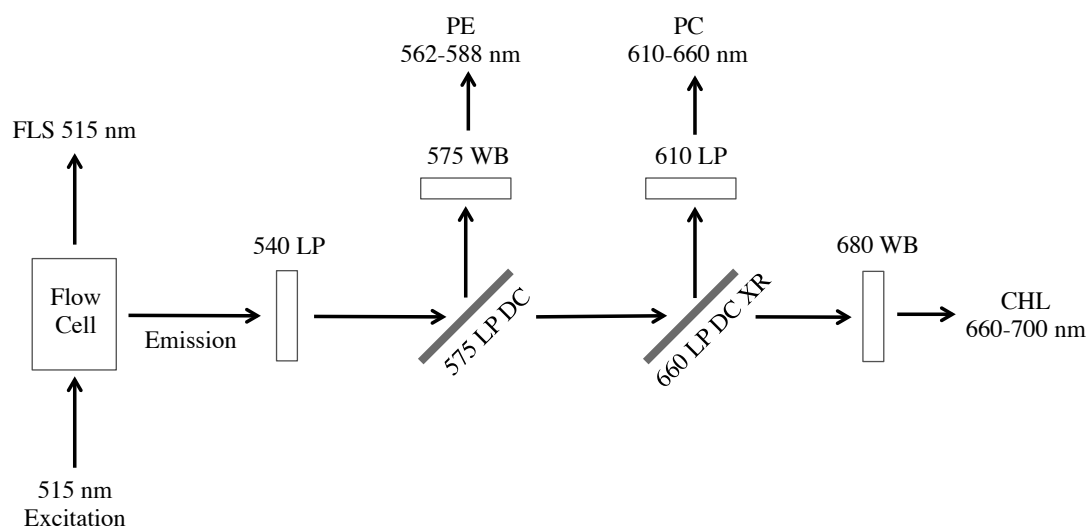 PE
562-588 nm
PC
610-660 nm
FLS 515 nm
575 WB
610 LP
540 LP
680 WB
Flow
Cell
Emission
575 LP DC
660 LP DC XR
CHL
660-700 nm
515 nm
Excitation